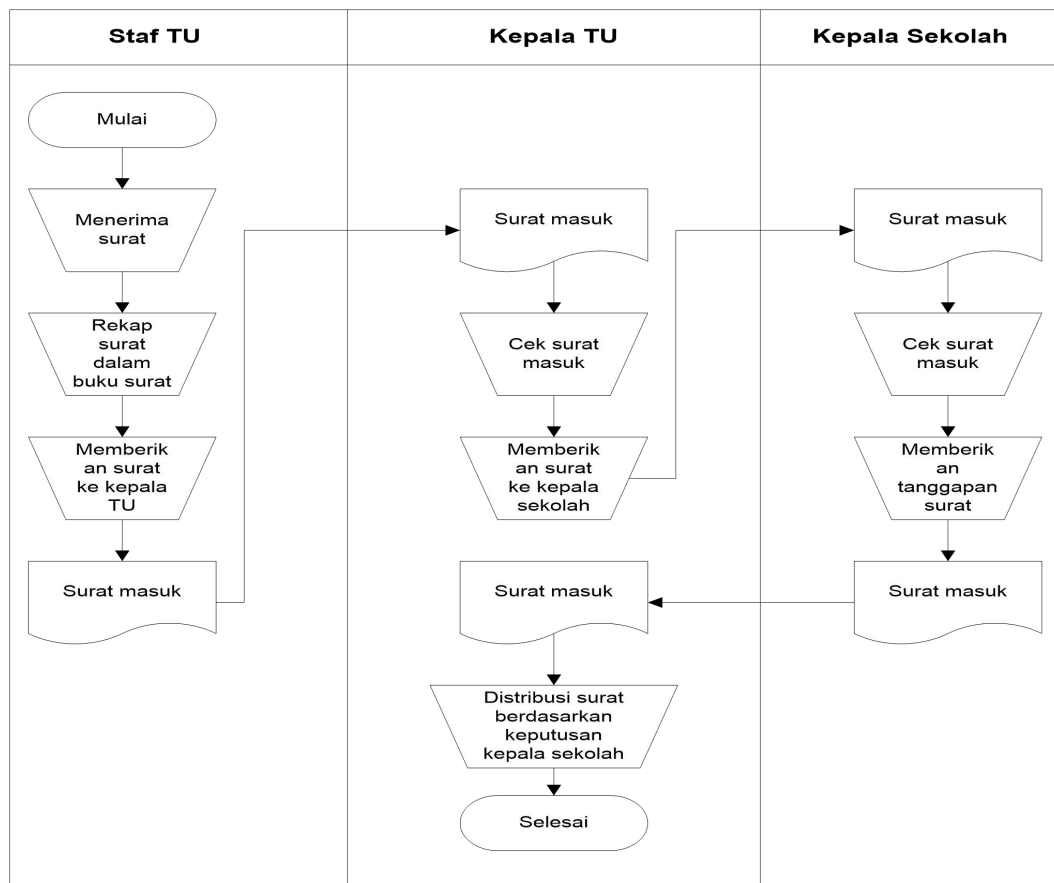 Staf TU
Kepala TU
Kepala Sekolah
Mulai
Menerima
surat
Rekap
surat
dalam
buku surat
Memberik
an surat
ke kepala
TU
Surat masuk
Surat masuk
Cek surat
masuk
Memberik
an surat
ke kepala
sekolah
Surat masuk
Cek surat
masuk
Memberik
an
tanggapan
surat
Surat masuk
Surat masuk
Distribusi surat
berdasarkan
keputusan
kepala sekolah
Selesai